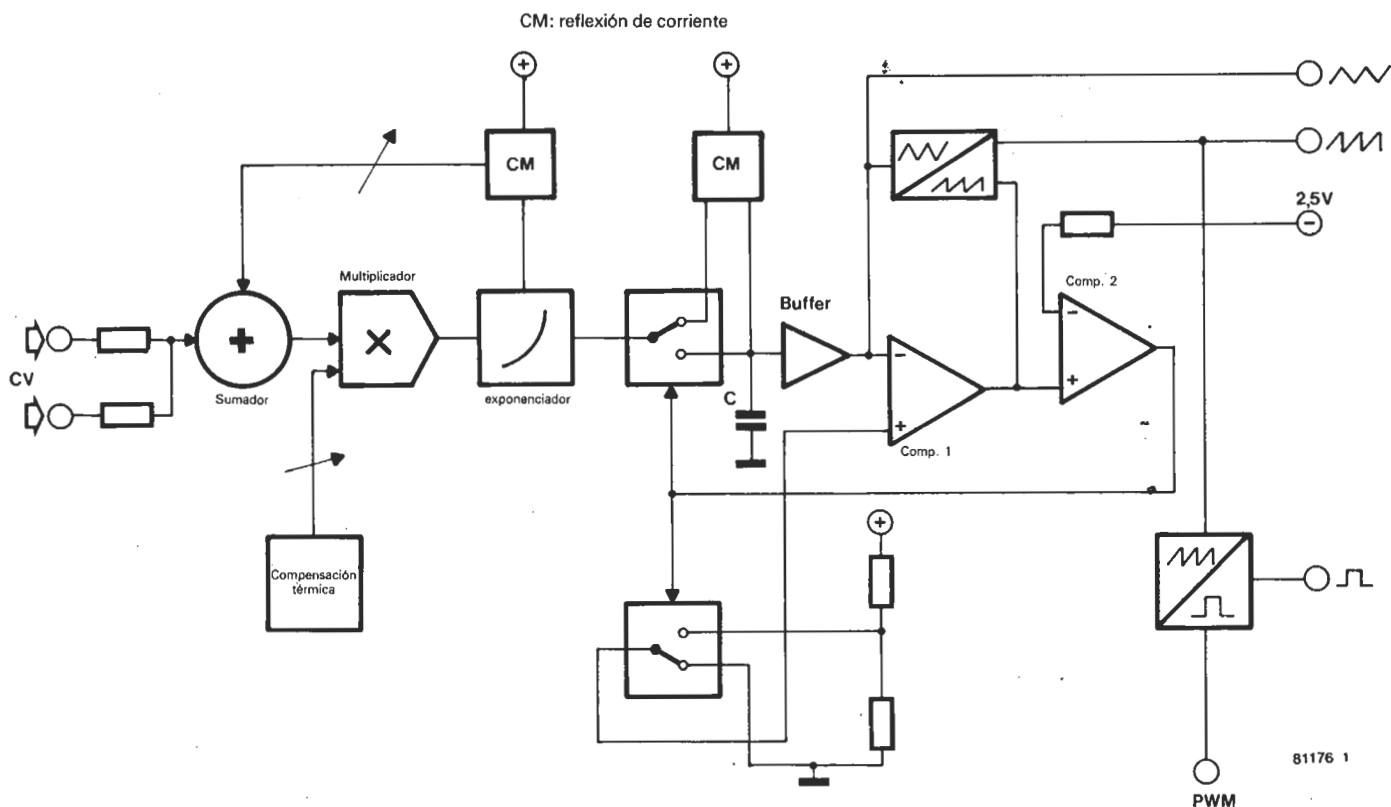 CM: reflexión de corriente
CM
CM
2,5V
Multiplicador
Comp. 2
Buffer
CV
Sumador
exponenciador
C
Comp. 1
Compensación
térmica
81176 1
PWM